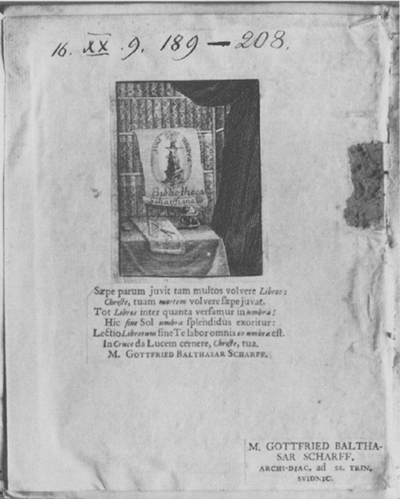 16. XX. 9. 189 — 208.
Bibliotheca
Scharffiana
Sæpe parum juvit tam multos volvere Libros:
Christe, tuam mortem volvere sæpe juvat.
Tot Libros inter quanta versamur in umbra!
Hic sine Sol umbra splendidus exoritur:
Lectio Librorum sine Te labor omnis ex umbra est.
In Cruce da Lucem cernere, Christe, tua.
M. GOTTFRIED BALTHASAR SCHARFF.
M. GOTTFRIED BALTHA-
SAR SCHARFF,
ARCHI-DIAC. ad SS. TRIN.
SVIDNIC.